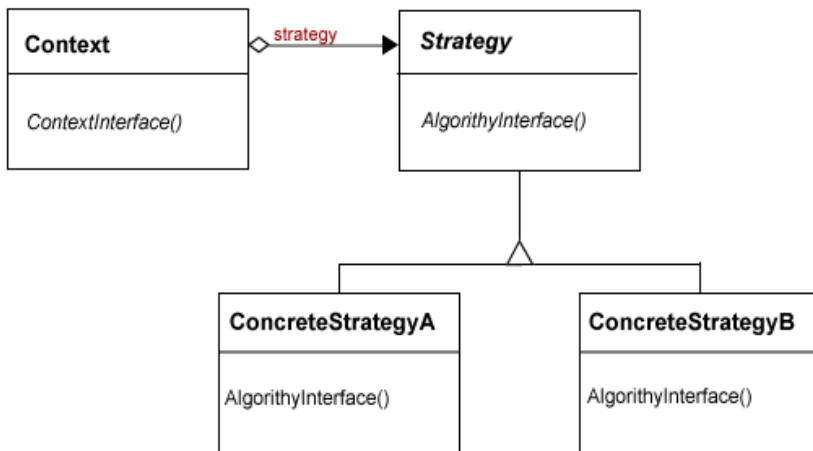 Context
strategy
Strategy
ContextInterface()
AlgorithyInterface()
ConcreteStrategyA
ConcreteStrategyB
AlgorithyInterface()
AlgorithyInterface()